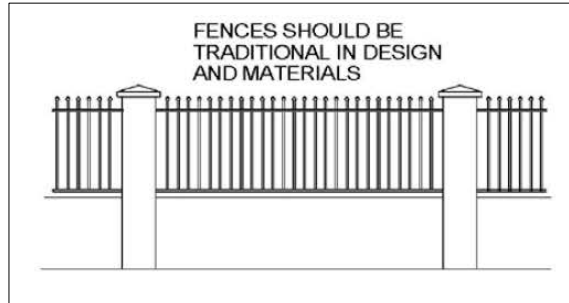 FENCES SHOULD BE
TRADITIONAL IN DESIGN
AND MATERIALS